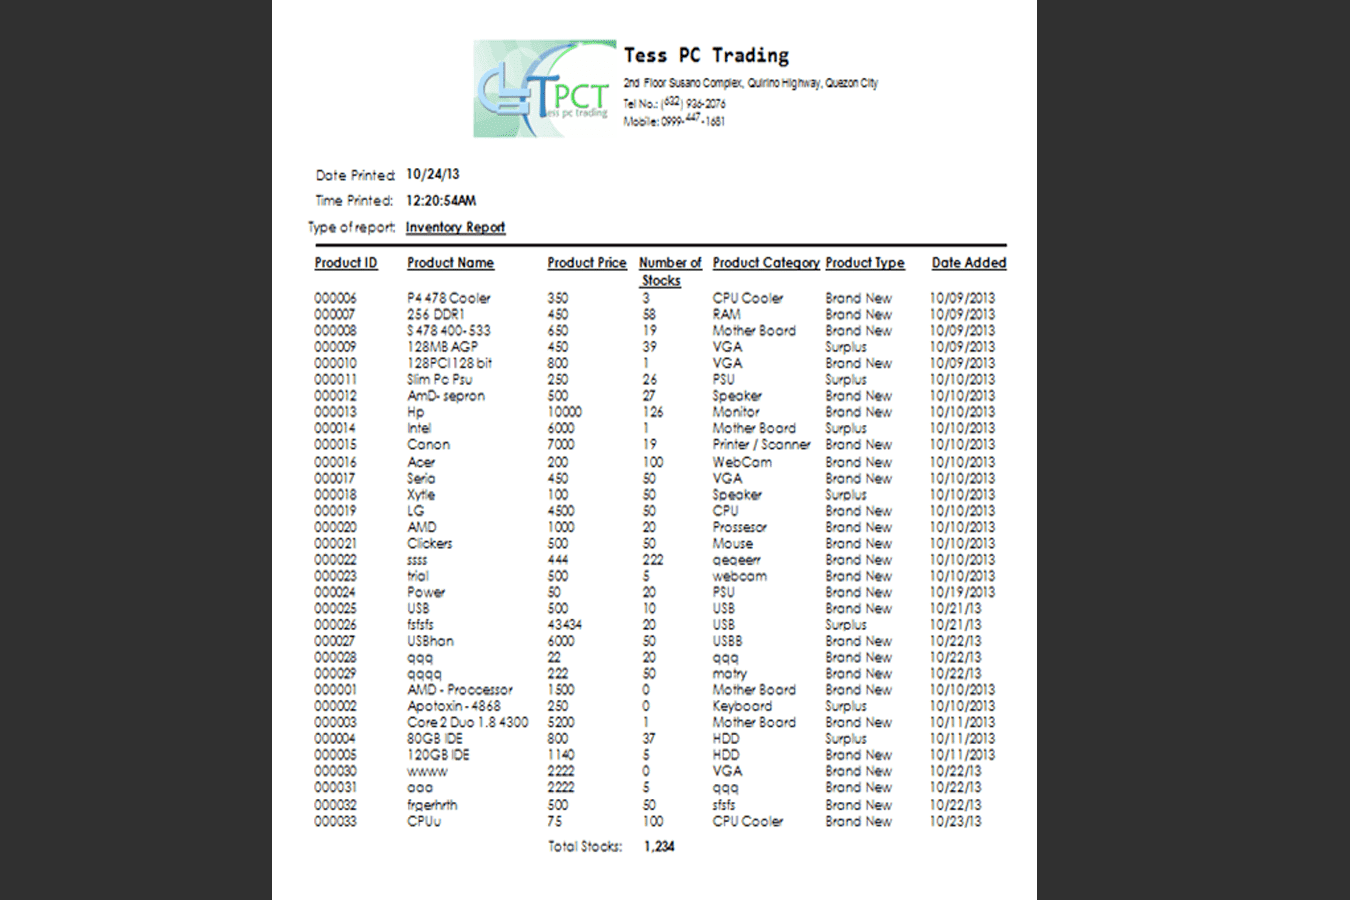 TPCT
ess pc trading
Tess PC Trading
2nd Floor Susano Complex, Quirino Highway, Quezon City
Tel No.: (632) 936-2076
Mobile: 0999-447-1681
Date Printed: 10/24/13
Time Printed: 12:20:54AM
Type of report: Inventory Report
Product ID Product Name Product Price Number of Stocks Product Category Product Type Date Added
000006 P4 478 Cooler 350 3 CPU Cooler Brand New 10/09/2013
000007 256 DDR1 450 58 RAM Brand New 10/09/2013
000008 S 478 400-533 650 19 Mother Board Brand New 10/09/2013
000009 128MB AGP 450 39 VGA Surplus 10/09/2013
000010 128PCI 128 bit 800 1 VGA Brand New 10/09/2013
000011 Slim Pc Psu 250 26 PSU Surplus 10/10/2013
000012 AmD- sepron 500 27 Speaker Brand New 10/10/2013
000013 Hp 10000 126 Monitor Brand New 10/10/2013
000014 Intel 6000 1 Mother Board Surplus 10/10/2013
000015 Canon 7000 19 Printer / Scanner Brand New 10/10/2013
000016 Acer 200 100 WebCam Brand New 10/10/2013
000017 Seria 450 50 VGA Brand New 10/10/2013
000018 Xytle 100 50 Speaker Surplus 10/10/2013
000019 LG 4500 50 CPU Brand New 10/10/2013
000020 AMD 1000 20 Prossesor Brand New 10/10/2013
000021 Clickers 500 50 Mouse Brand New 10/10/2013
000022 ssss 444 222 qeqeerr Brand New 10/10/2013
000023 trial 500 5 webcam Brand New 10/10/2013
000024 Power 50 20 PSU Brand New 10/19/2013
000025 USB 500 10 USB Brand New 10/21/13
000026 fsfsfs 43434 20 USB Surplus 10/21/13
000027 USBhan 6000 50 USBB Brand New 10/22/13
000028 qqq 22 20 qqq Brand New 10/22/13
000029 qqqq 222 50 matry Brand New 10/22/13
000001 AMD - Proccessor 1500 0 Mother Board Brand New 10/10/2013
000002 Apotoxin - 4868 250 0 Keyboard Surplus 10/10/2013
000003 Core 2 Duo 1.8 4300 5200 1 Mother Board Brand New 10/11/2013
000004 80GB IDE 800 37 HDD Surplus 10/11/2013
000005 120GB IDE 1140 5 HDD Brand New 10/11/2013
000030 wwww 2222 0 VGA Brand New 10/22/13
000031 aaa 2222 5 qqq Brand New 10/22/13
000032 frgerhrth 500 50 sfsfs Brand New 10/22/13
000033 CPUu 75 100 CPU Cooler Brand New 10/23/13
Total Stocks: 1,234